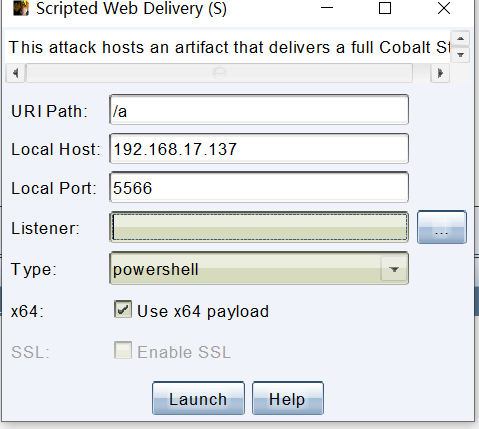 Scripted Web Delivery (S)
This attack hosts an artifact that delivers a full Cobalt St
URI Path: /a
Local Host: 192.168.17.137
Local Port: 5566
Listener: ...
Type: powershell
x64: Use x64 payload
SSL: Enable SSL
Launch Help